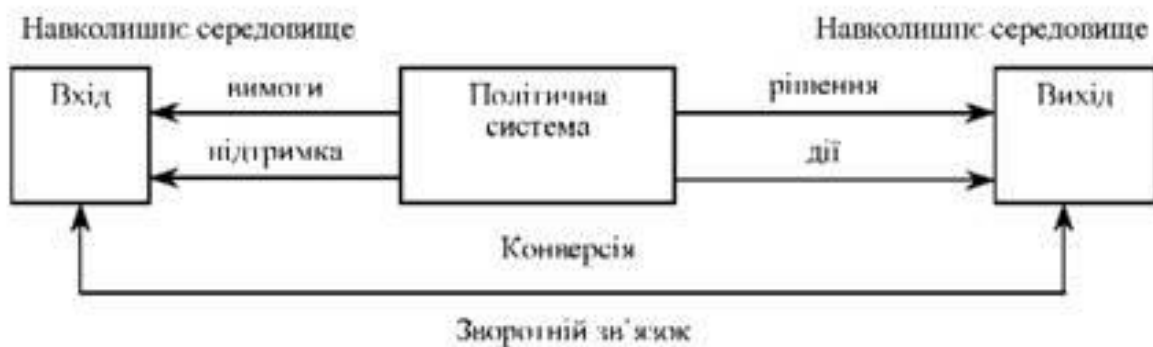 Навколишнє середовище
Навколишнє середовище
Вхід
вимоги
підтримка
Політична
система
рішення
дії
Вихід
Конверсія
Зворотній зв`язок